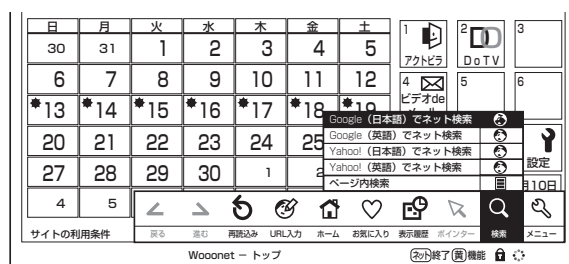 日 月 火 水 木 金 土
30 31 1 2 3 4 5
6 7 8 9 10 11 12
13 14 15 16 17 18 19
20 21 22 23 24 25
27 28 29 30 1 2
4 5
サイトの利用条件
1 アクトビラ
2 DoTV
3
4 ビデオde
メール
5
6
設定
月10日
Google（日本語）でネット検索
Google（英語）でネット検索
Yahoo!（日本語）でネット検索
Yahoo!（英語）でネット検索
ページ内検索
戻る 進む 再読込み URL入力 ホーム お気に入り 表示履歴 ポインター 検索 メニュー
Wooonet － トップ
ネット終了 黄機能